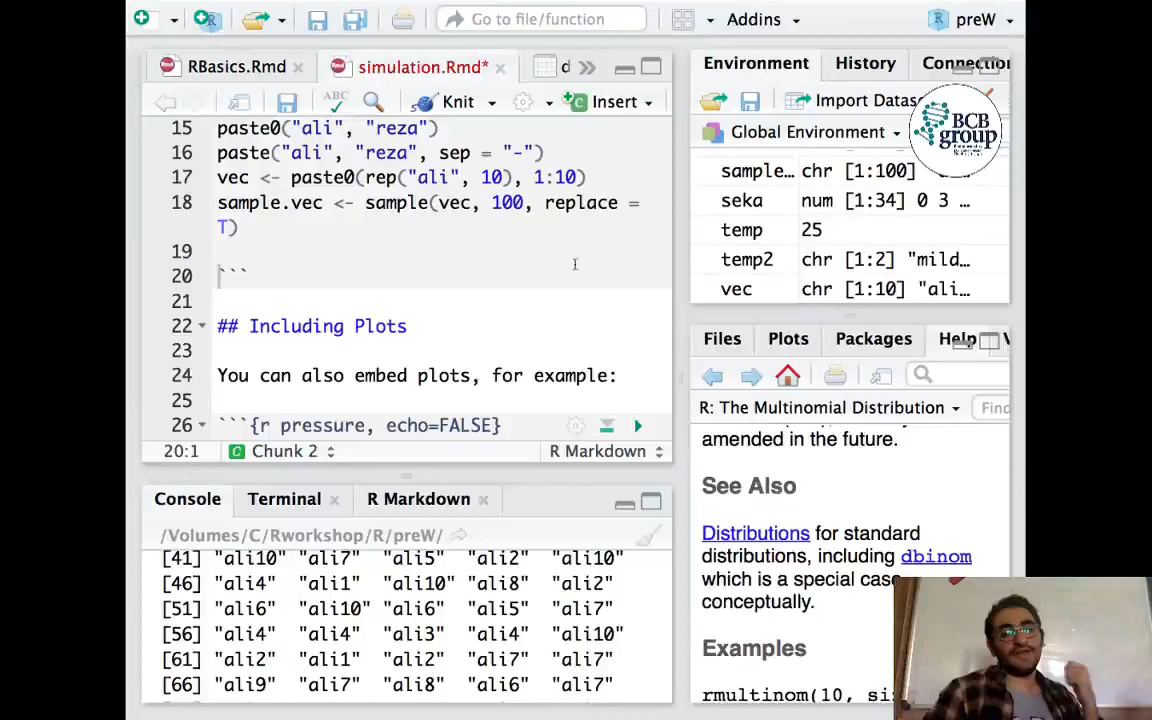 Go to file/function
Addins
preW
RBasics.Rmd
simulation.Rmd*
d
ABC
Knit
Insert
15 paste0("ali", "reza")
16 paste("ali", "reza", sep = "-")
17 vec <- paste0(rep("ali", 10), 1:10)
18 sample.vec <- sample(vec, 100, replace =
T)
19
20 ```
21
22 ## Including Plots
23
24 You can also embed plots, for example:
25
26 ```{r pressure, echo=FALSE}
20:1
Chunk 2
R Markdown
Console Terminal R Markdown
/Volumes/C/Rworkshop/R/preW/
[41] "ali10" "ali7" "ali5" "ali2" "ali10"
[46] "ali4" "ali1" "ali10" "ali8" "ali2"
[51] "ali6" "ali10" "ali6" "ali5" "ali7"
[56] "ali4" "ali4" "ali3" "ali4" "ali10"
[61] "ali2" "ali1" "ali2" "ali7" "ali7"
[66] "ali9" "ali7" "ali8" "ali6" "ali7"
Environment History
Import Datas
BCB
group
Global Environment
sample… chr [1:100]
seka num [1:34] 0 3 …
temp 25
temp2 chr [1:2] "mild…
vec chr [1:10] "ali…
Files Plots Packages Help
R: The Multinomial Distribution
Find
amended in the future.
See Also
Distributions for standard
distributions, including dbinom
which is a special case
conceptually.
Examples
rmultinom(10,